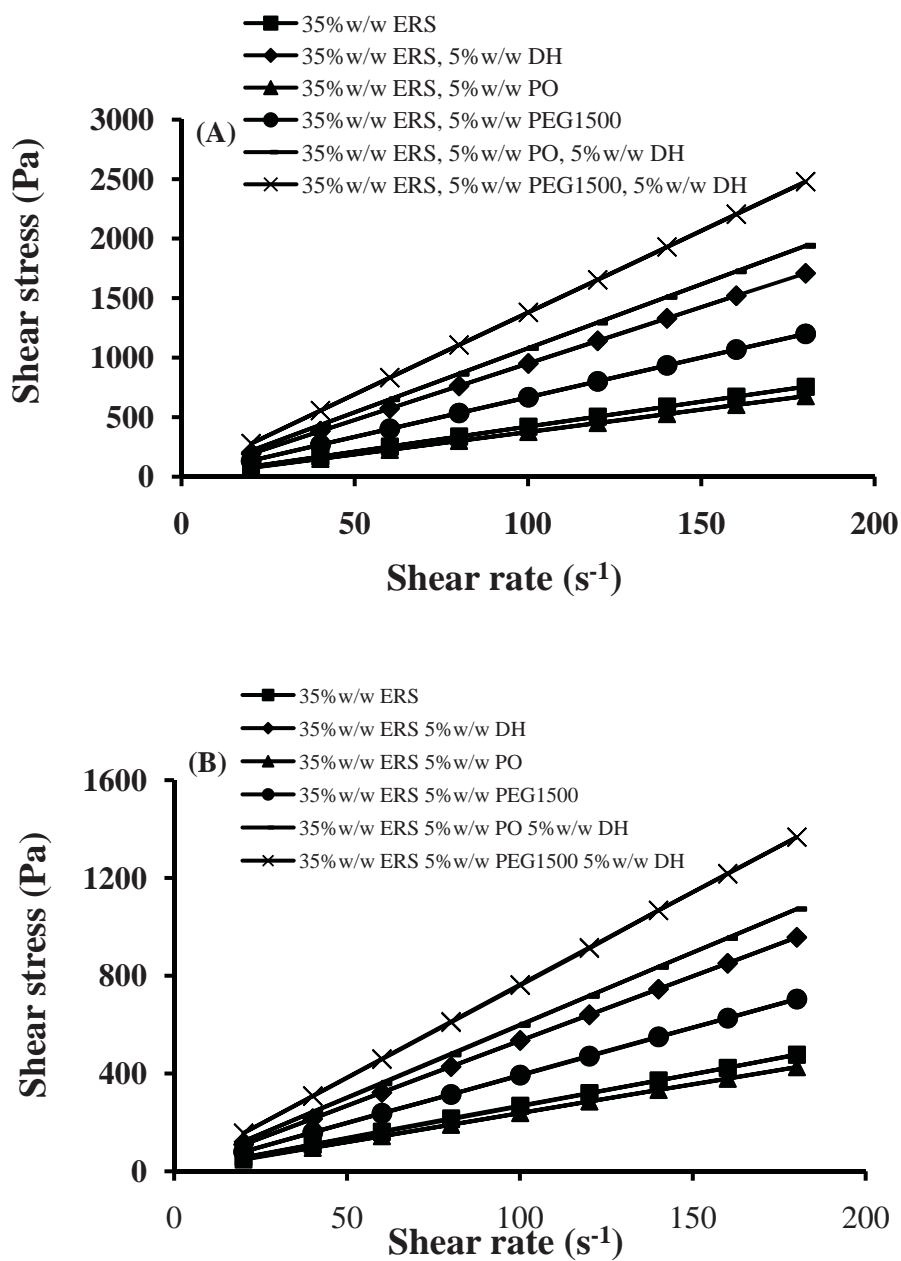 35%w/w ERS
35%w/w ERS, 5%w/w DH
35%w/w ERS, 5%w/w PO
35%w/w ERS, 5%w/w PEG1500
35%w/w ERS, 5%w/w PO, 5%w/w DH
35%w/w ERS, 5%w/w PEG1500, 5%w/w DH
(A)
Shear stress (Pa)
3000
2500
2000
1500
1000
500
0
0 50 100 150 200
Shear rate (s-1)
35%w/w ERS
35%w/w ERS 5%w/w DH
35%w/w ERS 5%w/w PO
35%w/w ERS 5%w/w PEG1500
35%w/w ERS 5%w/w PO 5%w/w DH
35%w/w ERS 5%w/w PEG1500 5%w/w DH
(B)
Shear stress (Pa)
1600
1200
800
400
0
0 50 100 150 200
Shear rate (s-1)